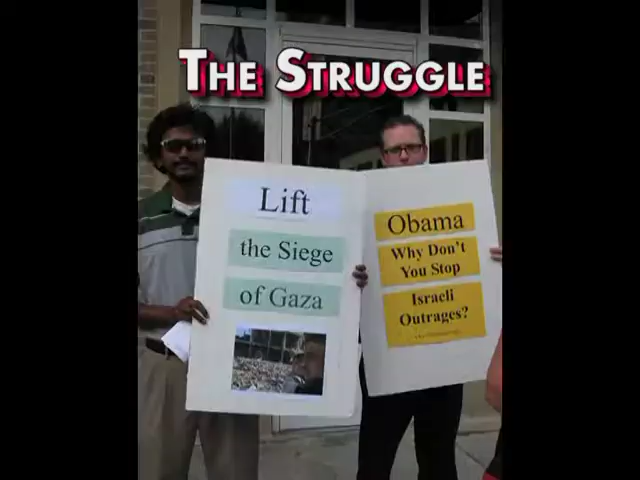 THE STRUGGLE
Lift
the Siege
of Gaza
Obama
Why Don't
You Stop
Israeli
Outrages?